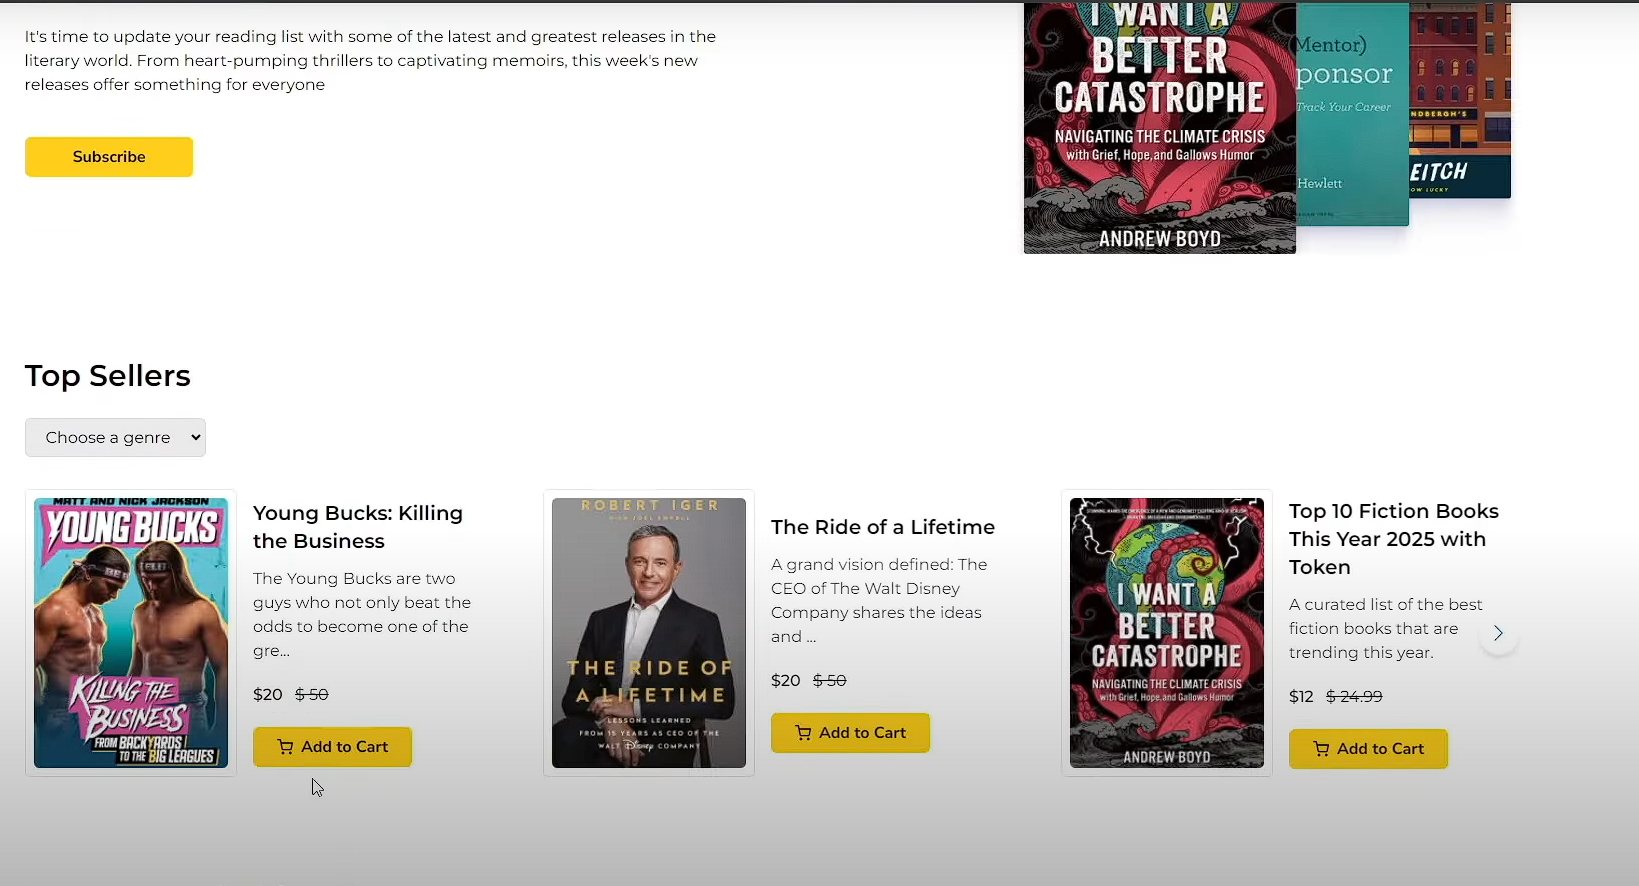 It's time to update your reading list with some of the latest and greatest releases in the
literary world. From heart-pumping thrillers to captivating memoirs, this week's new
releases offer something for everyone
Subscribe
I WANT A
BETTER
CATASTROPHE
NAVIGATING THE CLIMATE CRISIS
with Grief, Hope, and Gallows Humor
ANDREW BOYD
Mentor)
ponsor
Track Your Career
Hewlett
NDBERGH'S
EITCH
OW LUCKY
Top Sellers
Choose a genre
MATT AND NICK JACKSON
YOUNG BUCKS
KILLING THE
BUSINESS
FROM BACKYARDS
TO THE BIG LEAGUES
Young Bucks: Killing
the Business
The Young Bucks are two
guys who not only beat the
odds to become one of the
gre...
$20 $ 50
Add to Cart
ROBERT IGER
THE RIDE OF
A LIFETIME
LESSONS LEARNED
FROM 15 YEARS AS CEO OF THE
WALT Disney COMPANY
The Ride of a Lifetime
A grand vision defined: The
CEO of The Walt Disney
Company shares the ideas
and ...
$20 $ 50
Add to Cart
I WANT A
BETTER
CATASTROPHE
NAVIGATING THE CLIMATE CRISIS
with Grief, Hope, and Gallows Humor
ANDREW BOYD
Top 10 Fiction Books
This Year 2025 with
Token
A curated list of the best
fiction books that are
trending this year.
$12 $ 24.99
Add to Cart